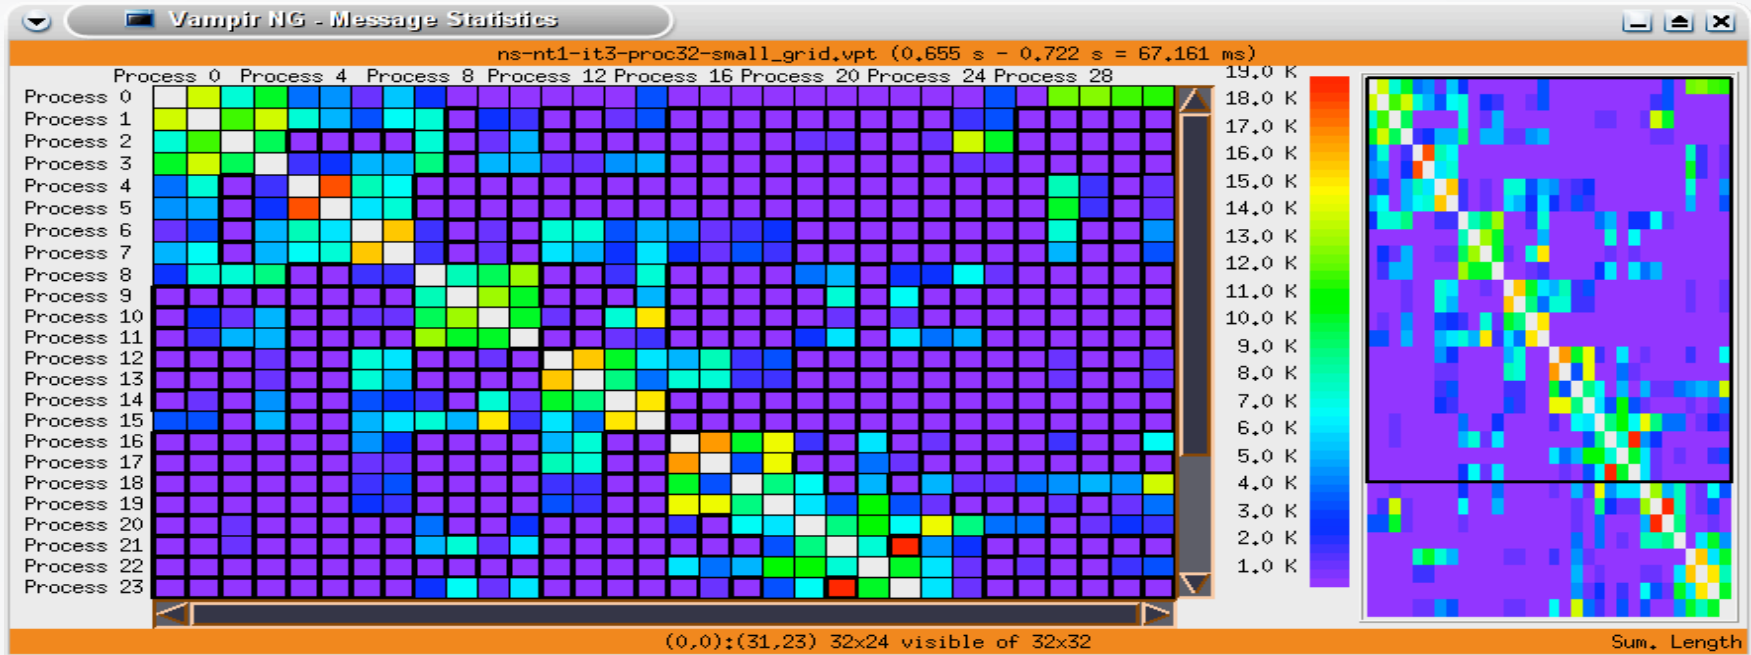 Vampir NG - Message Statistics
ns-nt1-it3-proc32-small_grid.vpt (0.655 s - 0.722 s = 67.161 ms)
Process 0 Process 4 Process 8 Process 12 Process 16 Process 20 Process 24 Process 28
Process 0
Process 1
Process 2
Process 3
Process 4
Process 5
Process 6
Process 7
Process 8
Process 9
Process 10
Process 11
Process 12
Process 13
Process 14
Process 15
Process 16
Process 17
Process 18
Process 19
Process 20
Process 21
Process 22
Process 23
19.0 K
18.0 K
17.0 K
16.0 K
15.0 K
14.0 K
13.0 K
12.0 K
11.0 K
10.0 K
9.0 K
8.0 K
7.0 K
6.0 K
5.0 K
4.0 K
3.0 K
2.0 K
1.0 K
(0,0):(31,23) 32x24 visible of 32x32
Sum. Length